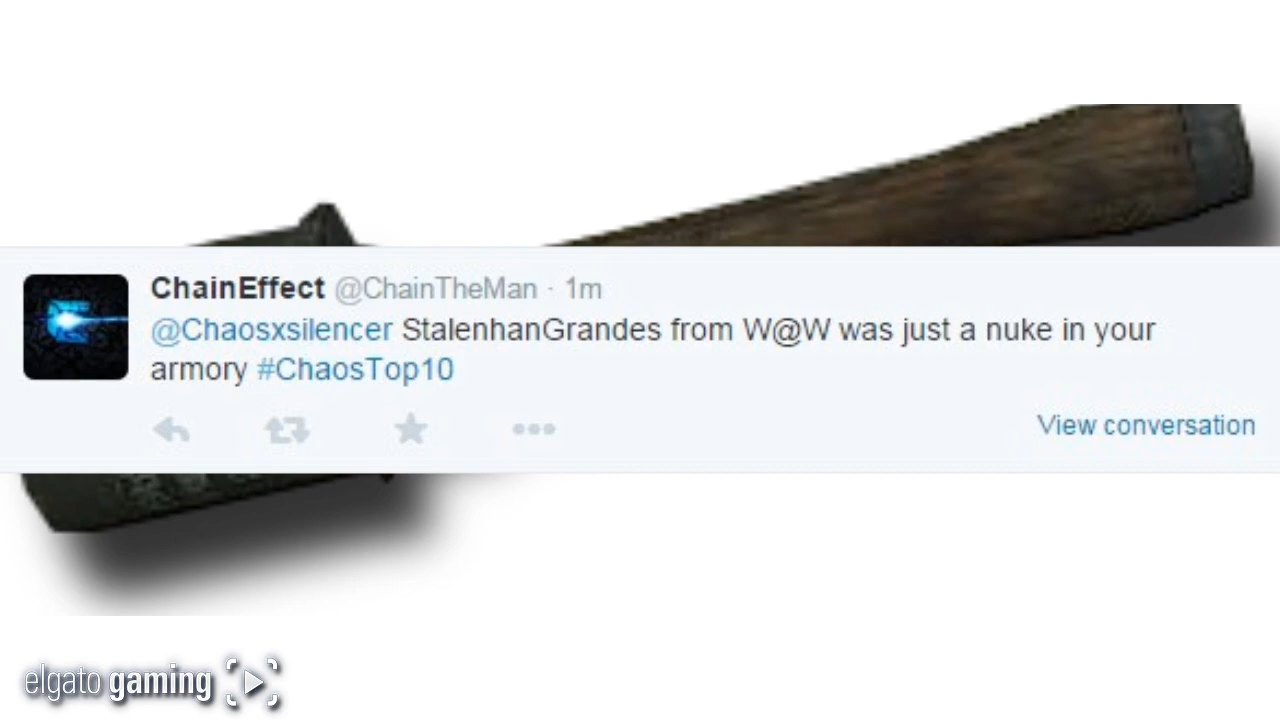 ChainEffect @ChainTheMan · 1m
@Chaosxsilencer StalenhanGrandes from W@W was just a nuke in your
armory #ChaosTop10
View conversation
elgato gaming